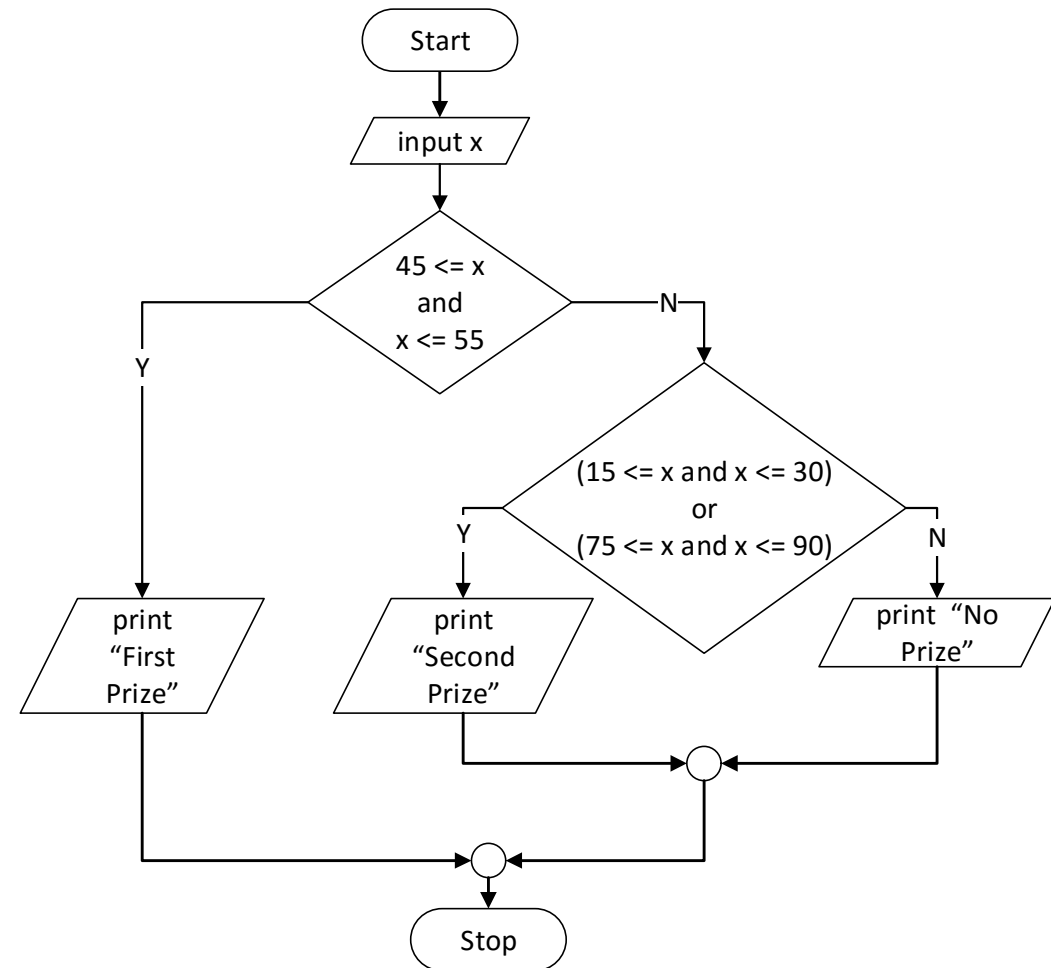 Start
input x
45 <= x
and
x <= 55
N
Y
(15 <= x and x <= 30)
or
(75 <= x and x <= 90)
Y
N
print
“First
Prize”
print
“Second
Prize”
print “No
Prize”
Stop